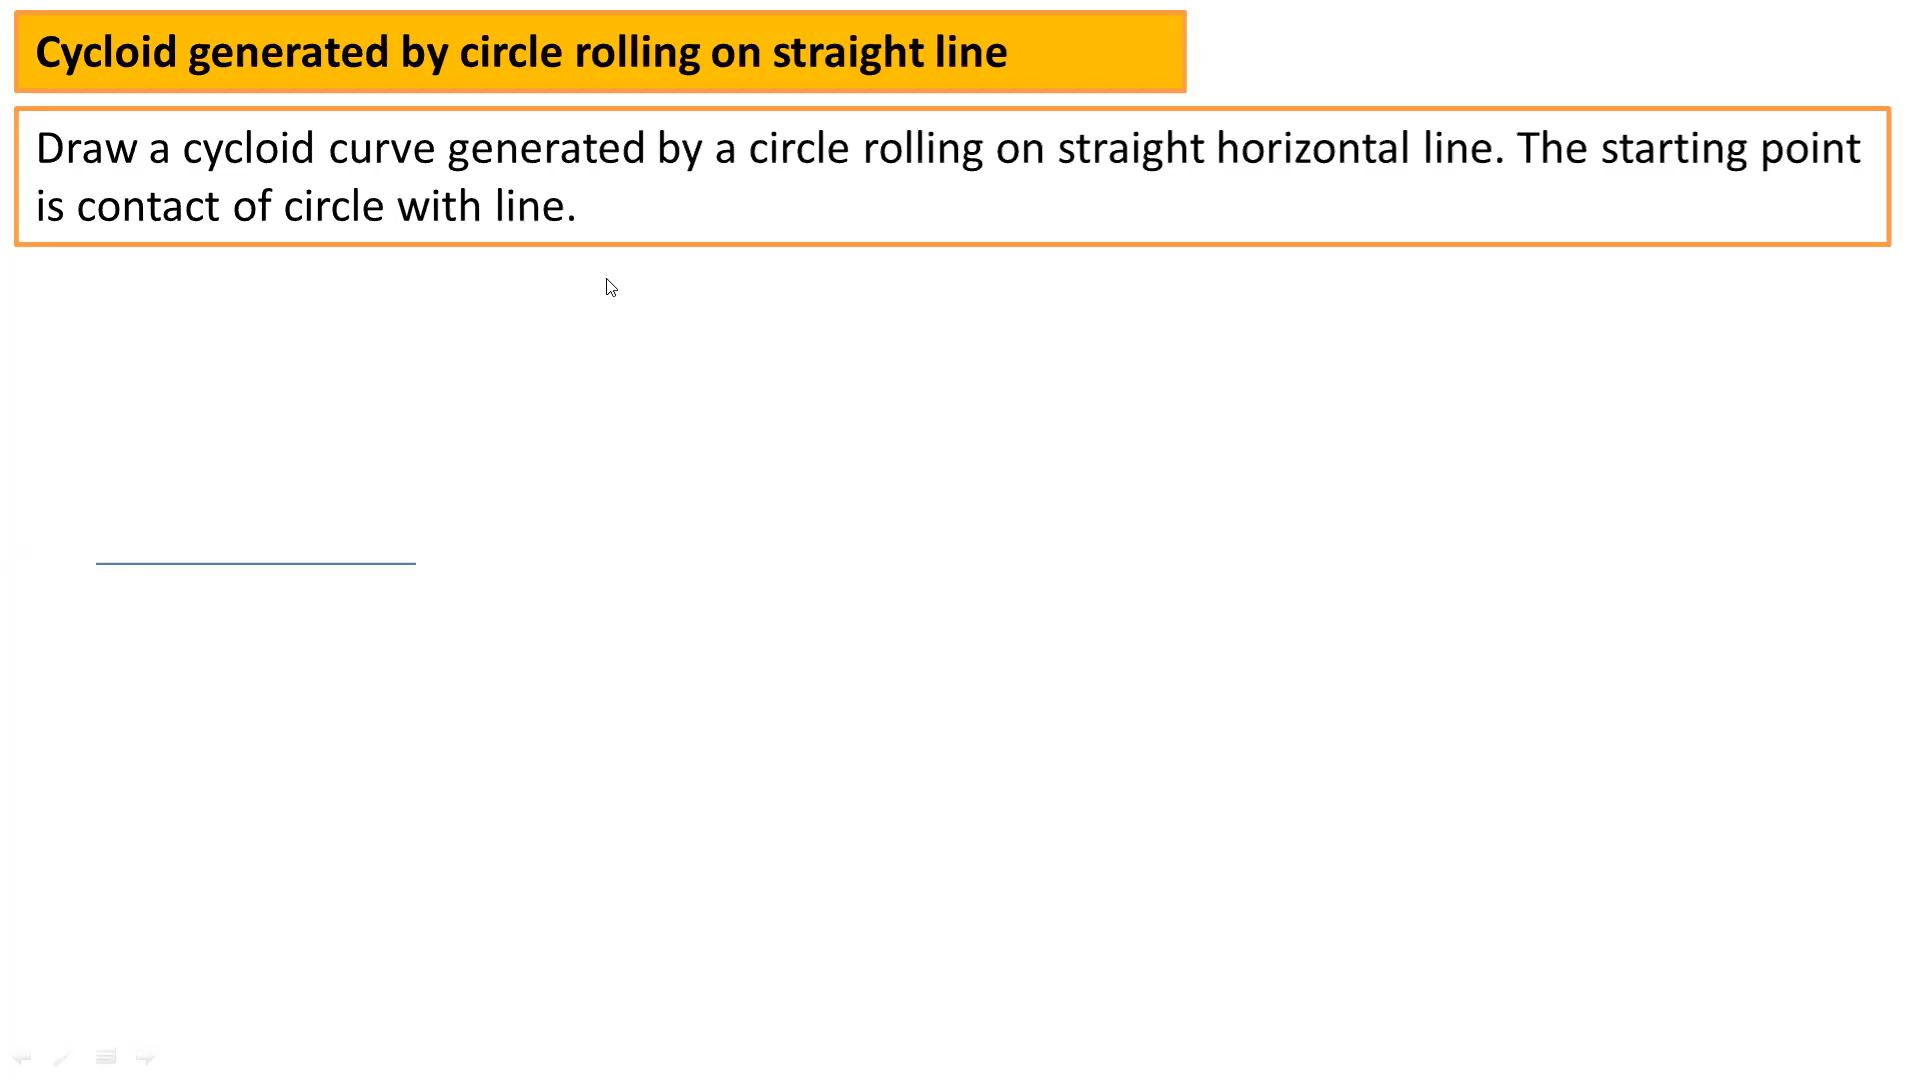 Cycloid generated by circle rolling on straight line
Draw a cycloid curve generated by a circle rolling on straight horizontal line. The starting point
is contact of circle with line.